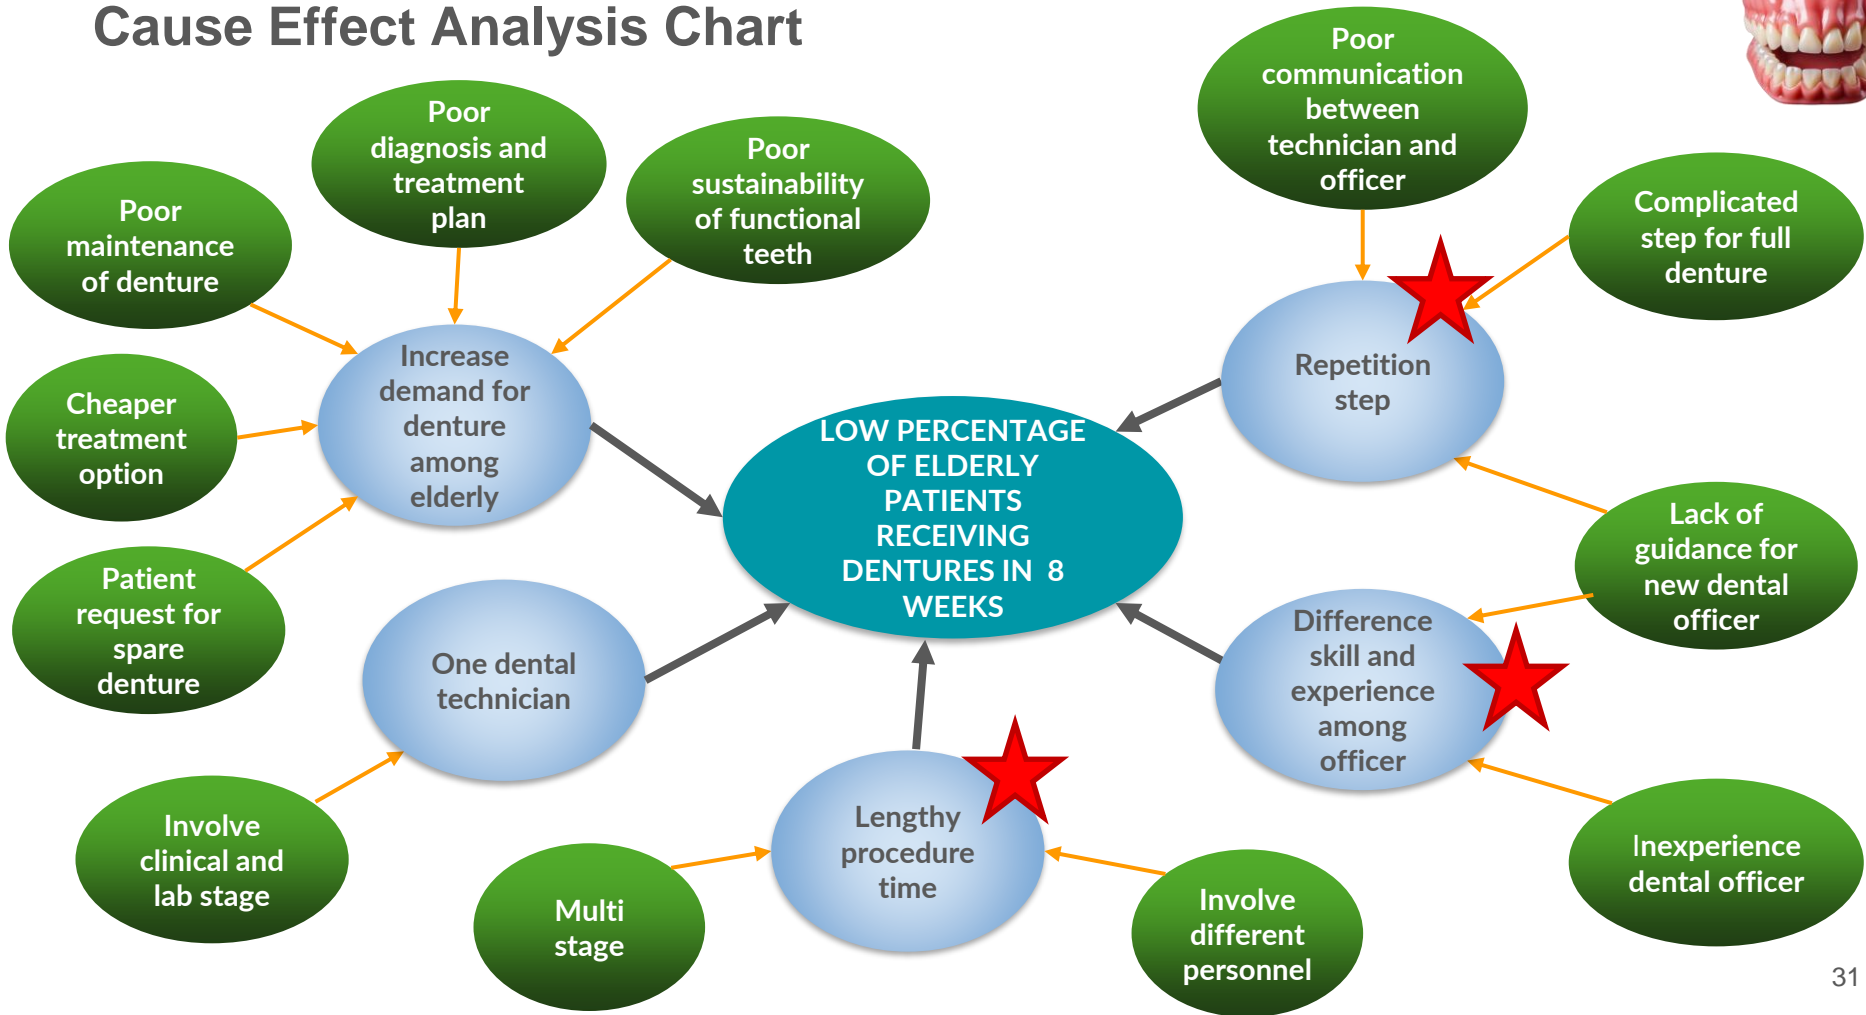 Cause Effect Analysis Chart
Poor
communication
between
technician and
officer
Poor
diagnosis and
treatment
plan
Poor
sustainability
of functional
teeth
Poor
maintenance
of denture
Complicated
step for full
denture
Increase
demand for
denture
among
elderly
Repetition
step
Cheaper
treatment
option
LOW PERCENTAGE
OF ELDERLY
PATIENTS
RECEIVING
DENTURES IN 8
WEEKS
Lack of
guidance for
new dental
officer
Patient
request for
spare
denture
One dental
technician
Difference
skill and
experience
among
officer
Involve
clinical and
lab stage
Lengthy
procedure
time
Inexperience
dental officer
Multi
stage
Involve
different
personnel
31